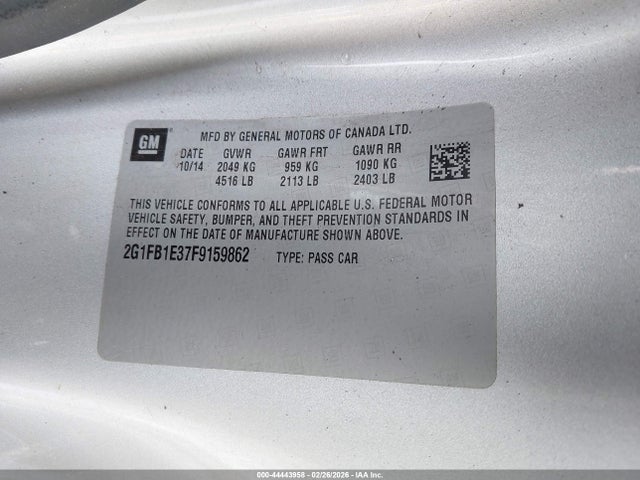 GM
MFD BY GENERAL MOTORS OF CANADA LTD.
DATE GVWR GAWR FRT GAWR RR
10/14 2049 KG 959 KG 1090 KG
4516 LB 2113 LB 2403 LB
THIS VEHICLE CONFORMS TO ALL APPLICABLE U.S. FEDERAL MOTOR
VEHICLE SAFETY, BUMPER, AND THEFT PREVENTION STANDARDS IN
EFFECT ON THE DATE OF MANUFACTURE SHOWN ABOVE.
2G1FB1E37F9159862 TYPE: PASS CAR
000-44443958 | 02/26/2026 | IAA Inc.